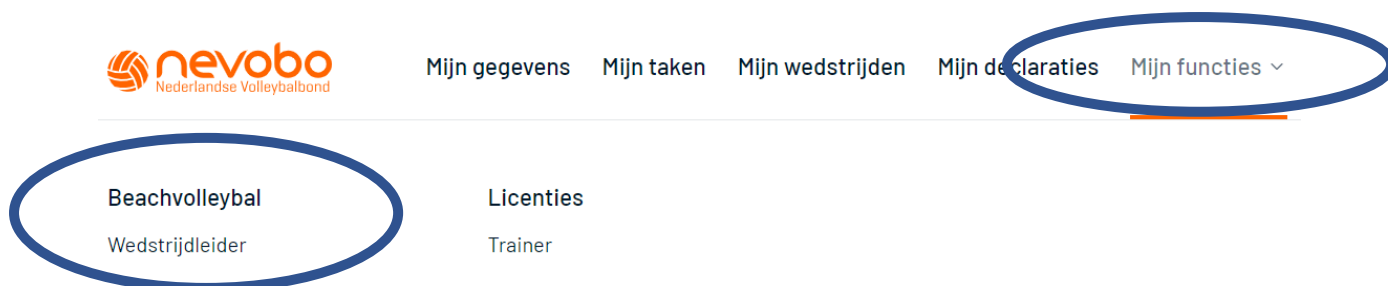 nevobo
Nederlandse Volleybalbond
Mijn gegevens Mijn taken Mijn wedstrijden Mijn declaraties Mijn functies
Beachvolleybal Licenties
Wedstrijdleider Trainer